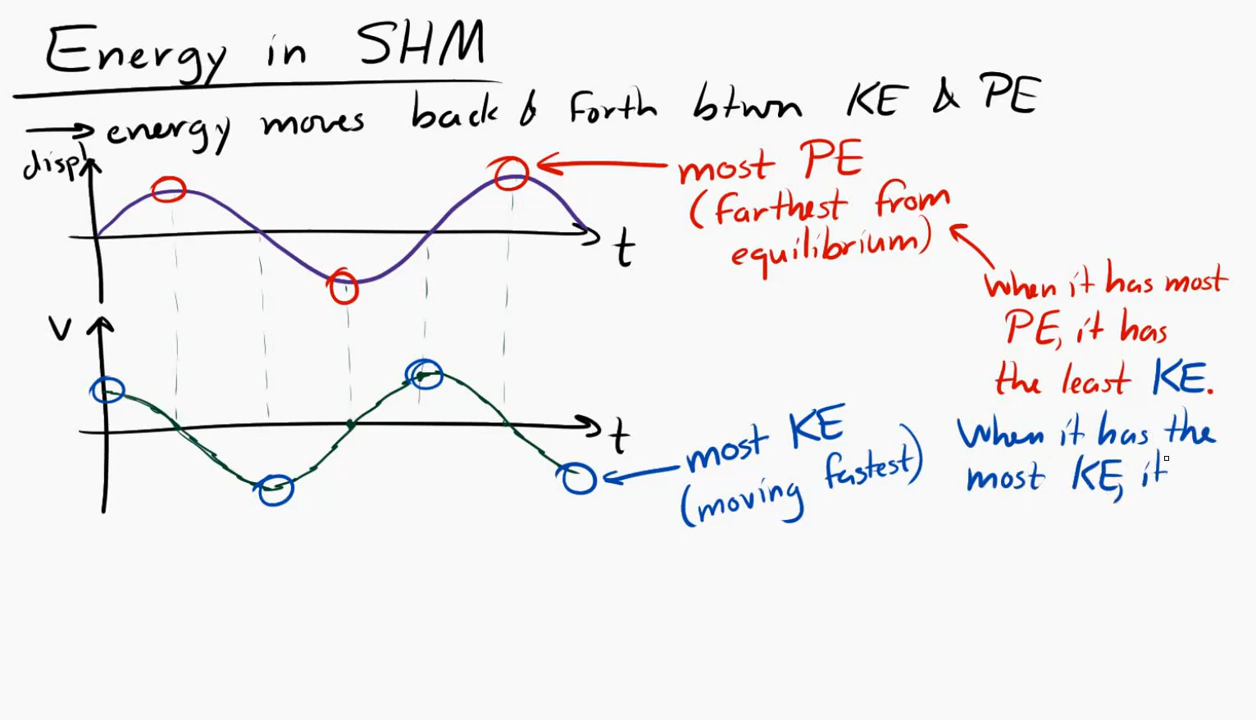 Energy in SHM
→ energy moves back & forth btwn KE & PE
displ
t
most PE
(farthest from
equilibrium)
when it has most
PE, it has
the least KE.
V
t
most KE
(moving fastest)
When it has the
most KE, it